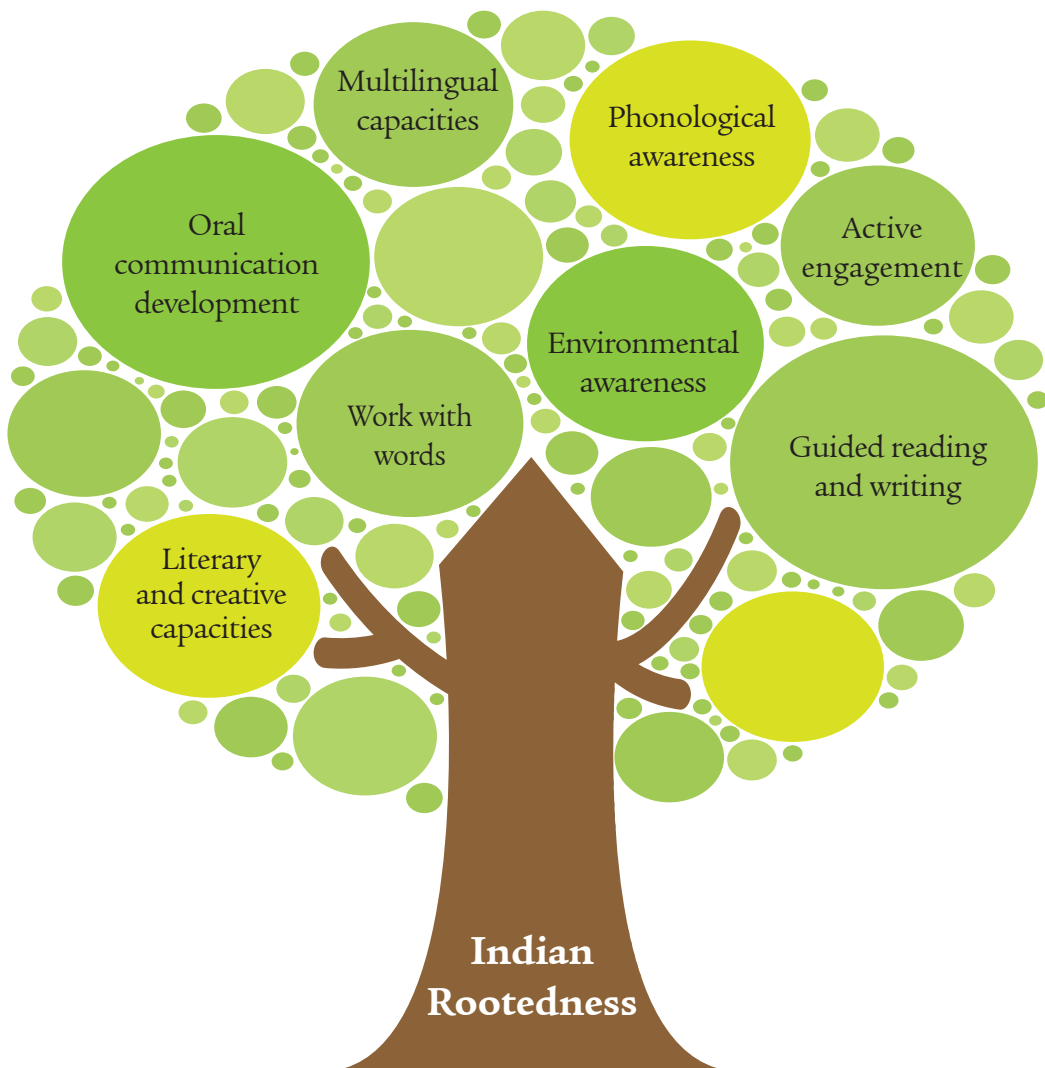 Multilingual
capacities
Phonological
awareness
Oral
communication
development
Active
engagement
Environmental
awareness
Work with
words
Guided reading
and writing
Literary
and creative
capacities
Indian
Rootedness